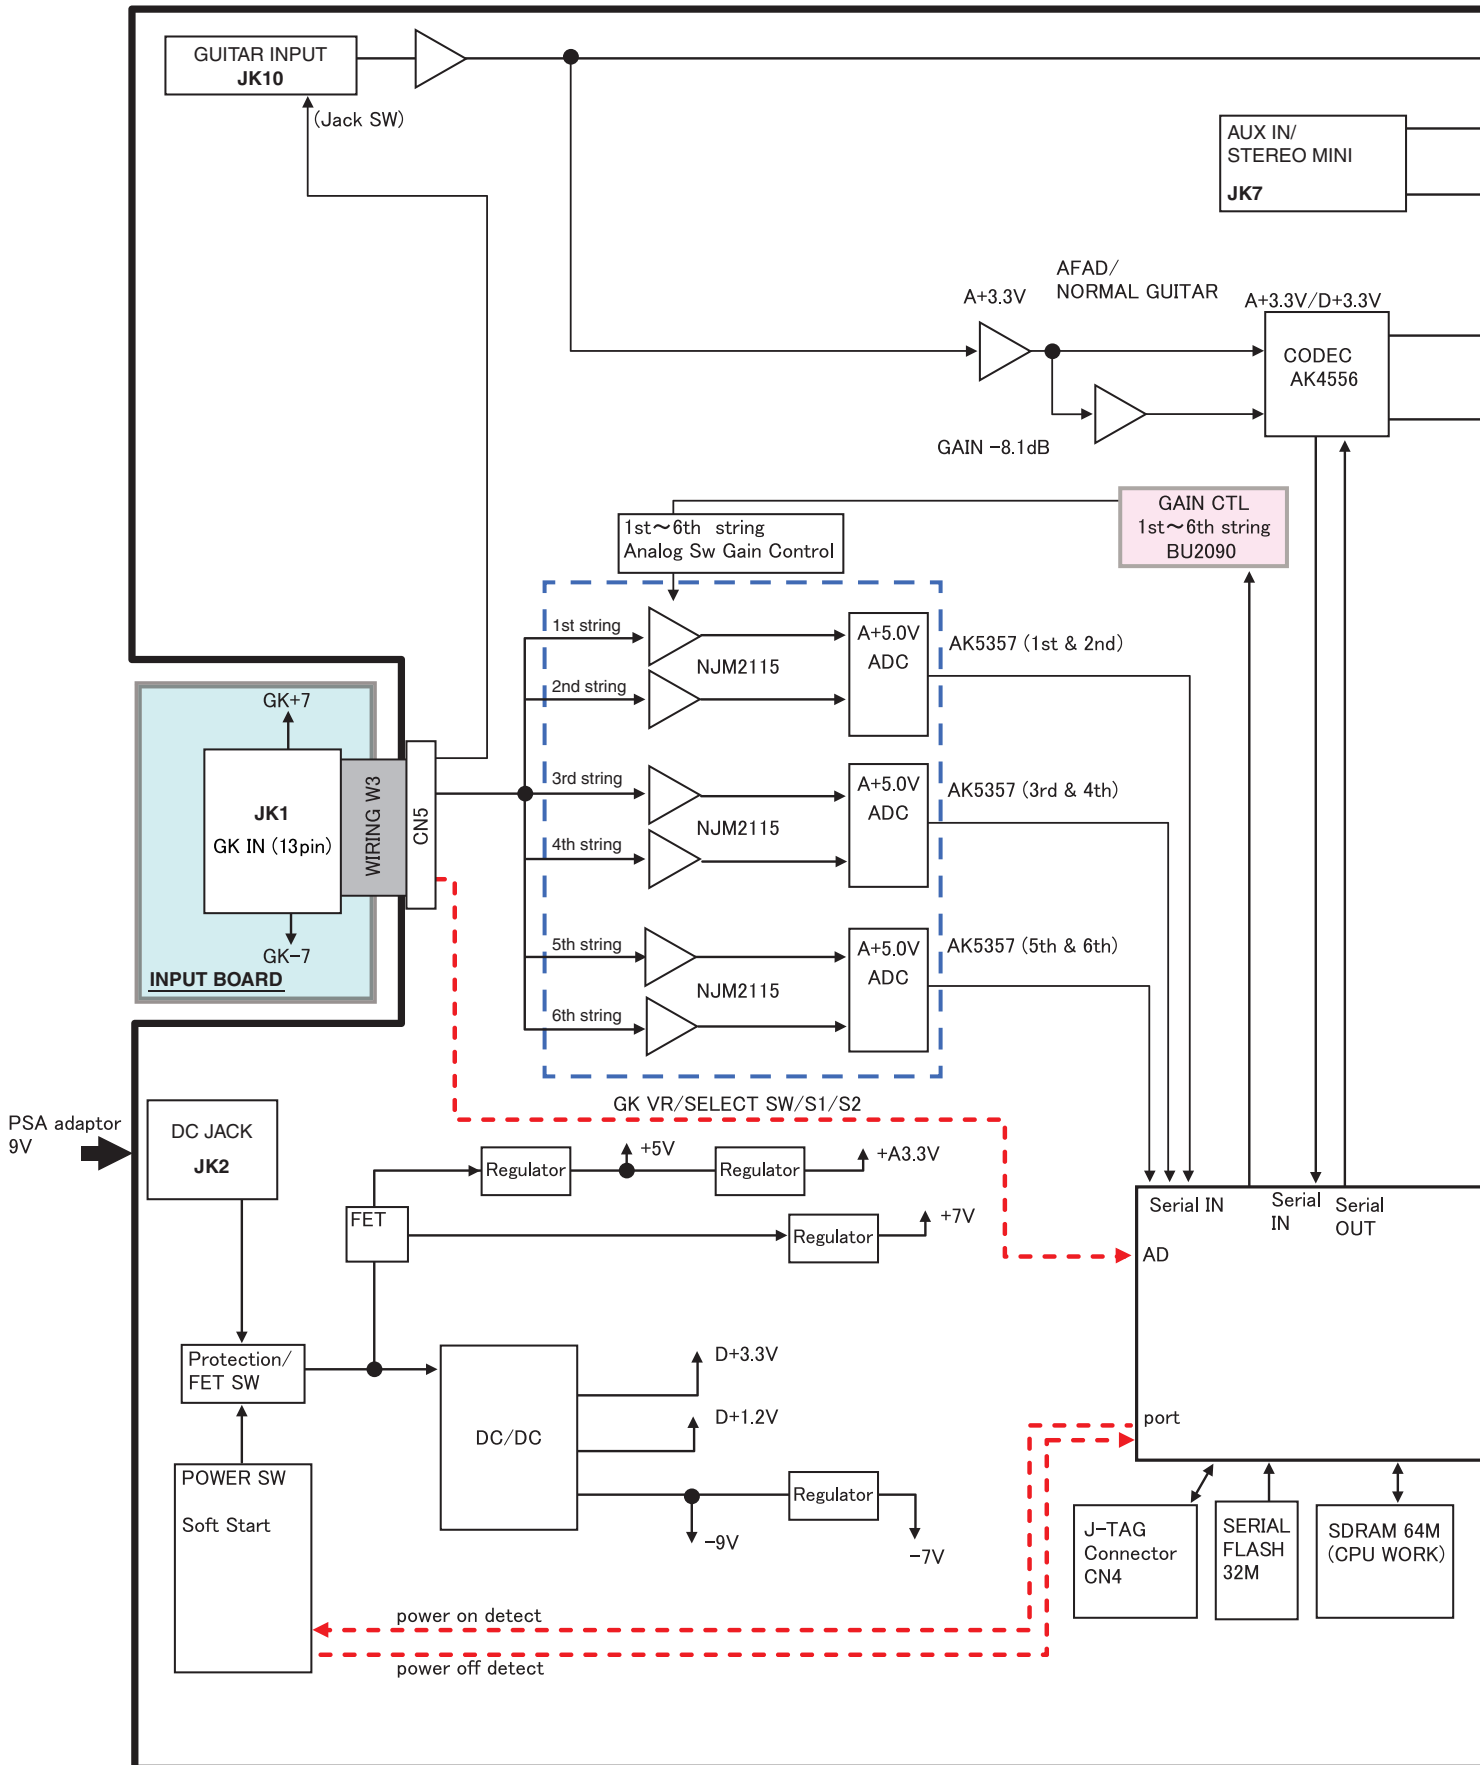 GUITAR INPUT
JK10
(Jack SW)
AUX IN/
STEREO MINI
JK7
AFAD/
NORMAL GUITAR
A+3.3V
A+3.3V/D+3.3V
CODEC
AK4556
GAIN −8.1dB
GAIN CTL
1st～6th string
BU2090
1st～6th string
Analog Sw Gain Control
1st string
NJM2115
2nd string
A+5.0V
ADC
AK5357 (1st & 2nd)
3rd string
NJM2115
4th string
A+5.0V
ADC
AK5357 (3rd & 4th)
5th string
NJM2115
6th string
A+5.0V
ADC
AK5357 (5th & 6th)
GK+7
JK1
GK IN (13pin)
GK−7
INPUT BOARD
WIRING W3
CN5
GK VR/SELECT SW/S1/S2
PSA adaptor
9V
DC JACK
JK2
Regulator
+5V
Regulator
+A3.3V
FET
Regulator
+7V
Serial IN
Serial
IN
Serial
OUT
AD
port
Protection/
FET SW
DC/DC
D+3.3V
D+1.2V
−9V
Regulator
−7V
POWER SW
Soft Start
power on detect
power off detect
J−TAG
Connector
CN4
SERIAL
FLASH
32M
SDRAM 64M
(CPU WORK)